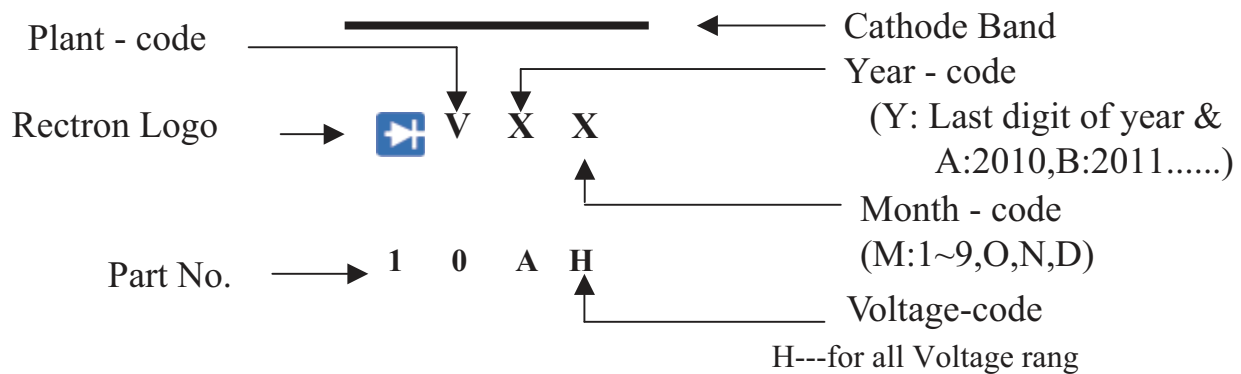 Plant - code
Cathode Band
Year - code
(Y: Last digit of year &
A:2010,B:2011......)
Rectron Logo
V X X
Month - code
(M:1~9,O,N,D)
Part No.
1 0 A H
Voltage-code
H---for all Voltage rang